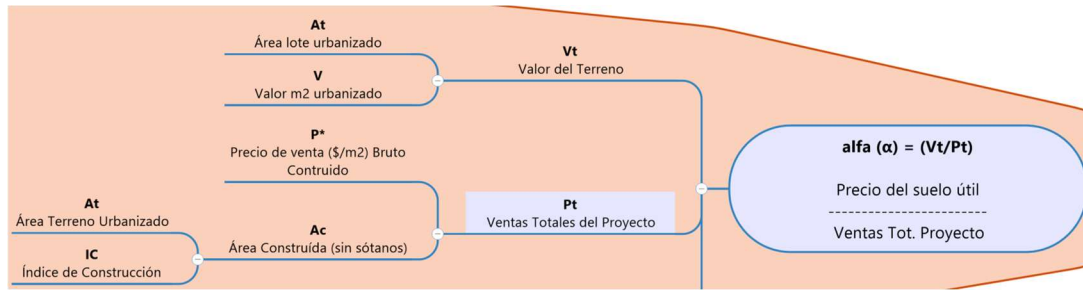 At
Área lote urbanizado
V
Valor m2 urbanizado
Vt
Valor del Terreno
P*
Precio de venta ($/m2) Bruto
Contruido
At
Área Terreno Urbanizado
IC
Índice de Construcción
Ac
Área Construída (sin sótanos)
Pt
Ventas Totales del Proyecto
alfa (α) = (Vt/Pt)
Precio del suelo útil
------------------------
Ventas Tot. Proyecto